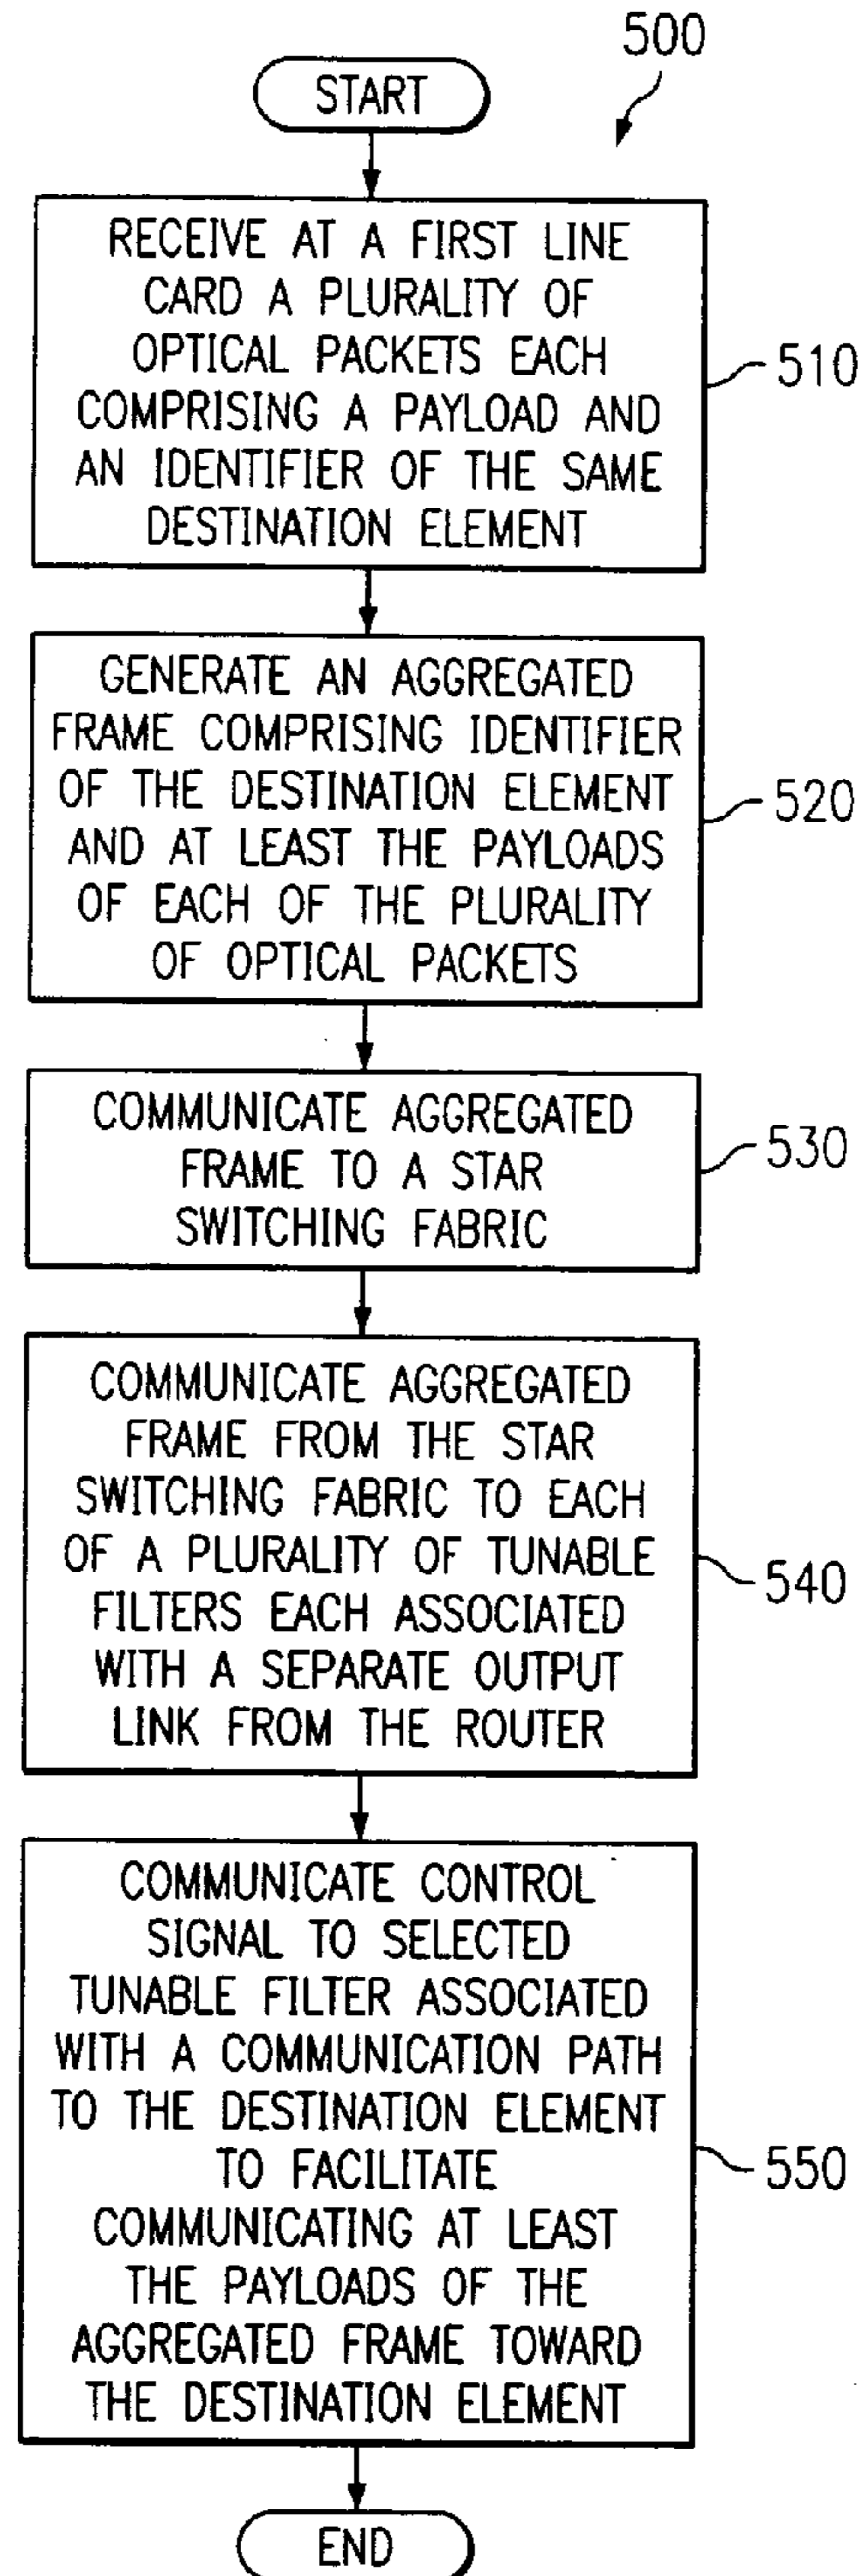 500
START
RECEIVE AT A FIRST LINE
CARD A PLURALITY OF
OPTICAL PACKETS EACH
COMPRISING A PAYLOAD AND
AN IDENTIFIER OF THE SAME
DESTINATION ELEMENT
510
GENERATE AN AGGREGATED
FRAME COMPRISING IDENTIFIER
OF THE DESTINATION ELEMENT
AND AT LEAST THE PAYLOADS
OF EACH OF THE PLURALITY
OF OPTICAL PACKETS
520
COMMUNICATE AGGREGATED
FRAME TO A STAR
SWITCHING FABRIC
530
COMMUNICATE AGGREGATED
FRAME FROM THE STAR
SWITCHING FABRIC TO EACH
OF A PLURALITY OF TUNABLE
FILTERS EACH ASSOCIATED
WITH A SEPARATE OUTPUT
LINK FROM THE ROUTER
540
COMMUNICATE CONTROL
SIGNAL TO SELECTED
TUNABLE FILTER ASSOCIATED
WITH A COMMUNICATION PATH
TO THE DESTINATION ELEMENT
TO FACILITATE
COMMUNICATING AT LEAST
THE PAYLOADS OF THE
AGGREGATED FRAME TOWARD
THE DESTINATION ELEMENT
550
END